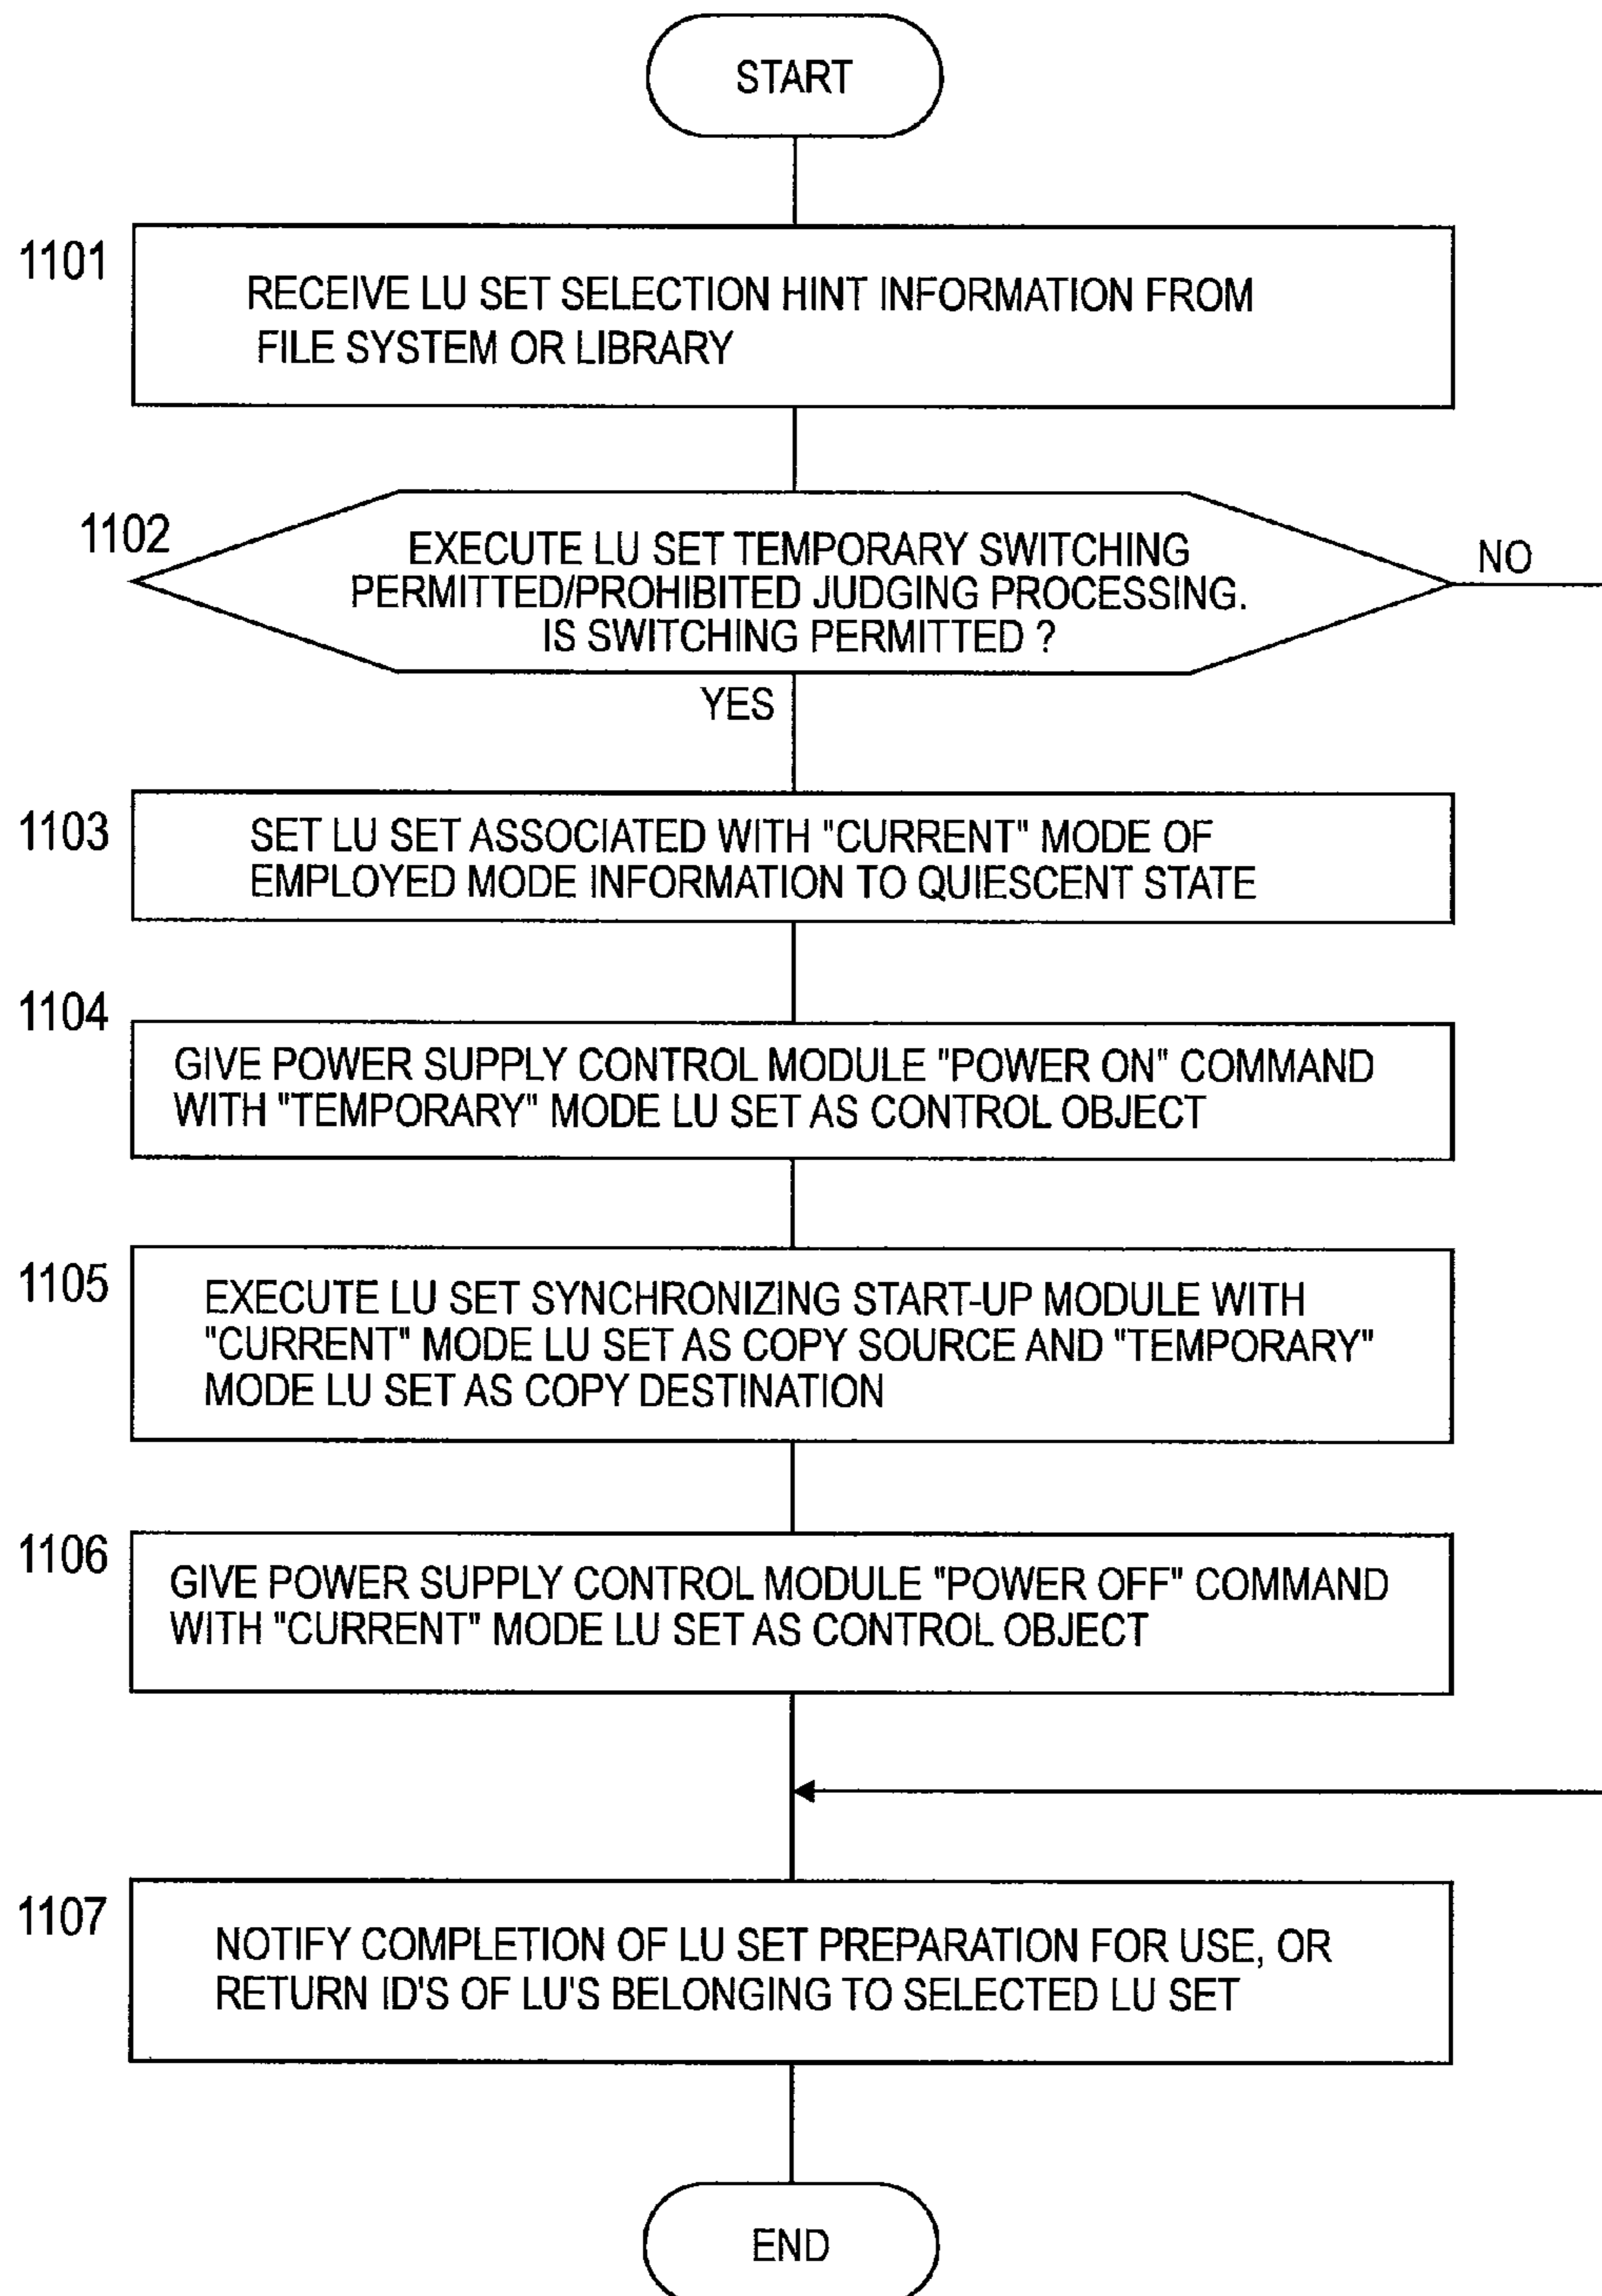 START
1101
RECEIVE LU SET SELECTION HINT INFORMATION FROM
FILE SYSTEM OR LIBRARY
1102
EXECUTE LU SET TEMPORARY SWITCHING
PERMITTED/PROHIBITED JUDGING PROCESSING.
IS SWITCHING PERMITTED ?
NO
YES
1103
SET LU SET ASSOCIATED WITH "CURRENT" MODE OF
EMPLOYED MODE INFORMATION TO QUIESCENT STATE
1104
GIVE POWER SUPPLY CONTROL MODULE "POWER ON" COMMAND
WITH "TEMPORARY" MODE LU SET AS CONTROL OBJECT
1105
EXECUTE LU SET SYNCHRONIZING START-UP MODULE WITH
"CURRENT" MODE LU SET AS COPY SOURCE AND "TEMPORARY"
MODE LU SET AS COPY DESTINATION
1106
GIVE POWER SUPPLY CONTROL MODULE "POWER OFF" COMMAND
WITH "CURRENT" MODE LU SET AS CONTROL OBJECT
1107
NOTIFY COMPLETION OF LU SET PREPARATION FOR USE, OR
RETURN ID'S OF LU'S BELONGING TO SELECTED LU SET
END